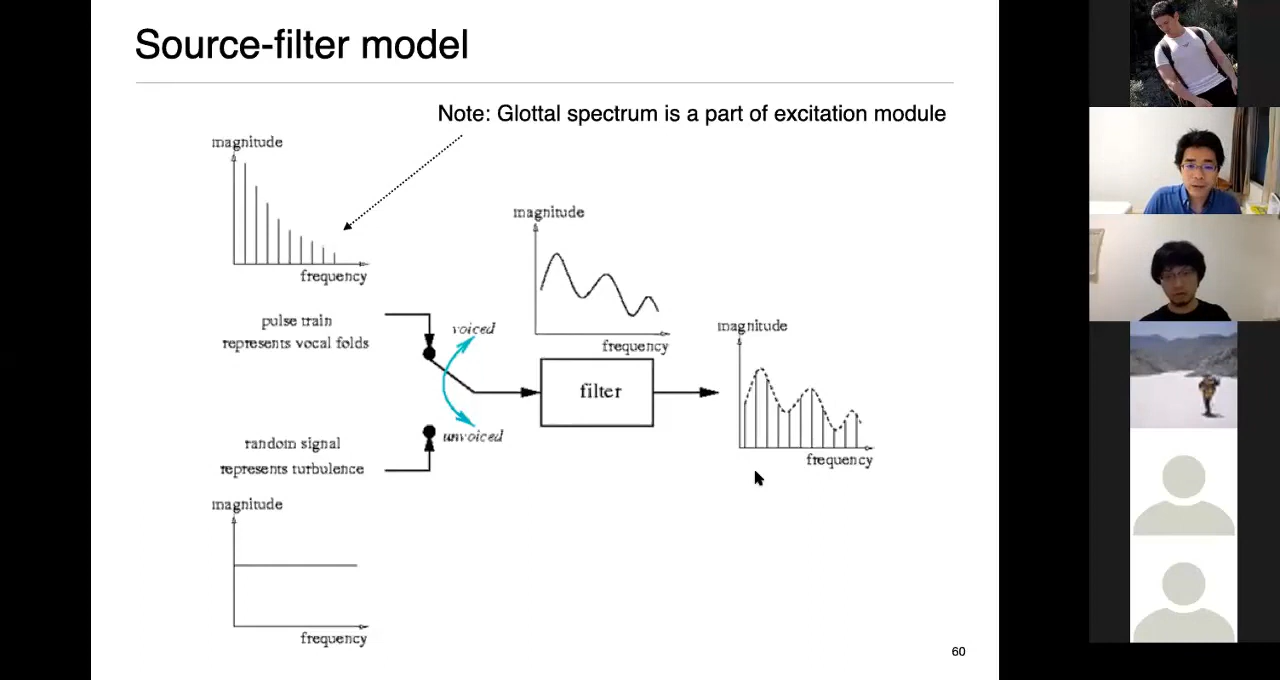 Source-filter model
Note: Glottal spectrum is a part of excitation module
magnitude
frequency
magnitude
frequency
pulse train
represents vocal folds
voiced
filter
magnitude
frequency
unvoiced
random signal
represents turbulence
magnitude
frequency
60